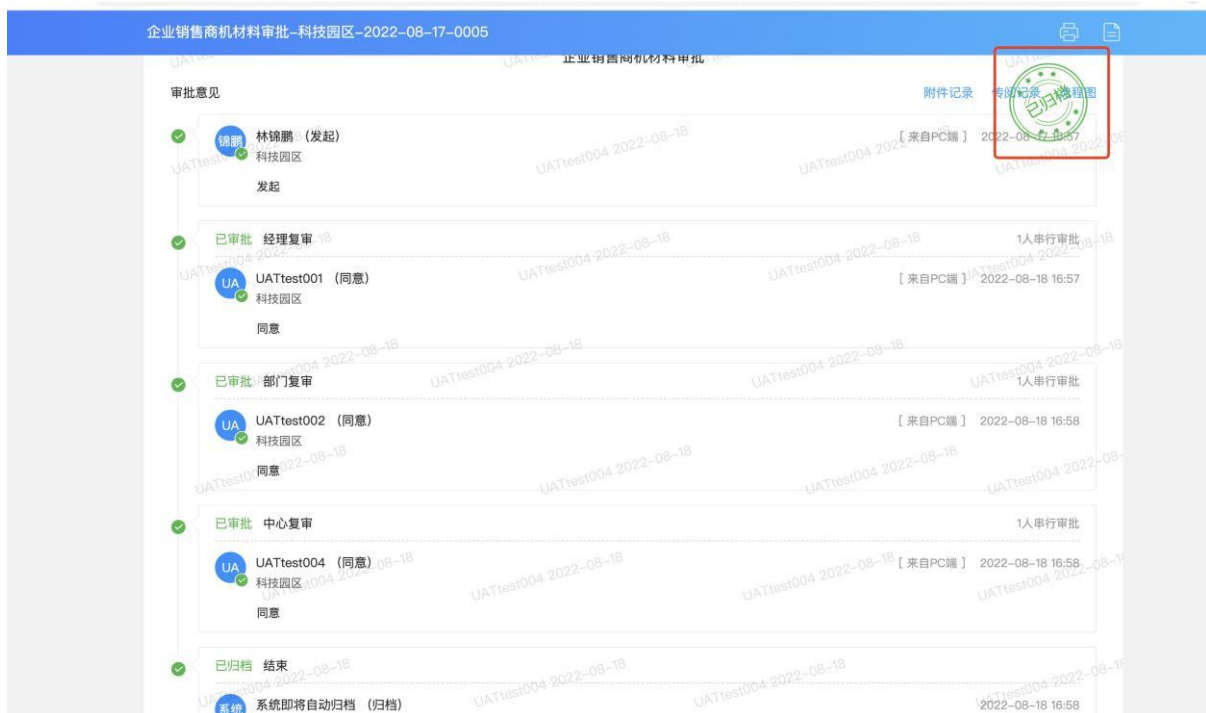 企业销售商机材料审批-科技园区-2022-08-17-0005
企业销售商机材料审批
审批意见
附件记录 传阅记录 流程图
已归档
锦鹏 林锦鹏 (发起) [ 来自PC端 ] 2022-08-17 16:57
科技园区
发起
已审批 经理复审 1人串行审批
UA UATtest001 (同意) [ 来自PC端 ] 2022-08-18 16:57
科技园区
同意
已审批 部门复审 1人串行审批
UA UATtest002 (同意) [ 来自PC端 ] 2022-08-18 16:58
科技园区
同意
已审批 中心复审 1人串行审批
UA UATtest004 (同意) [ 来自PC端 ] 2022-08-18 16:58
科技园区
同意
已归档 结束
系统 系统即将自动归档 (归档) 2022-08-18 16:58
UATtest004 2022-08-18